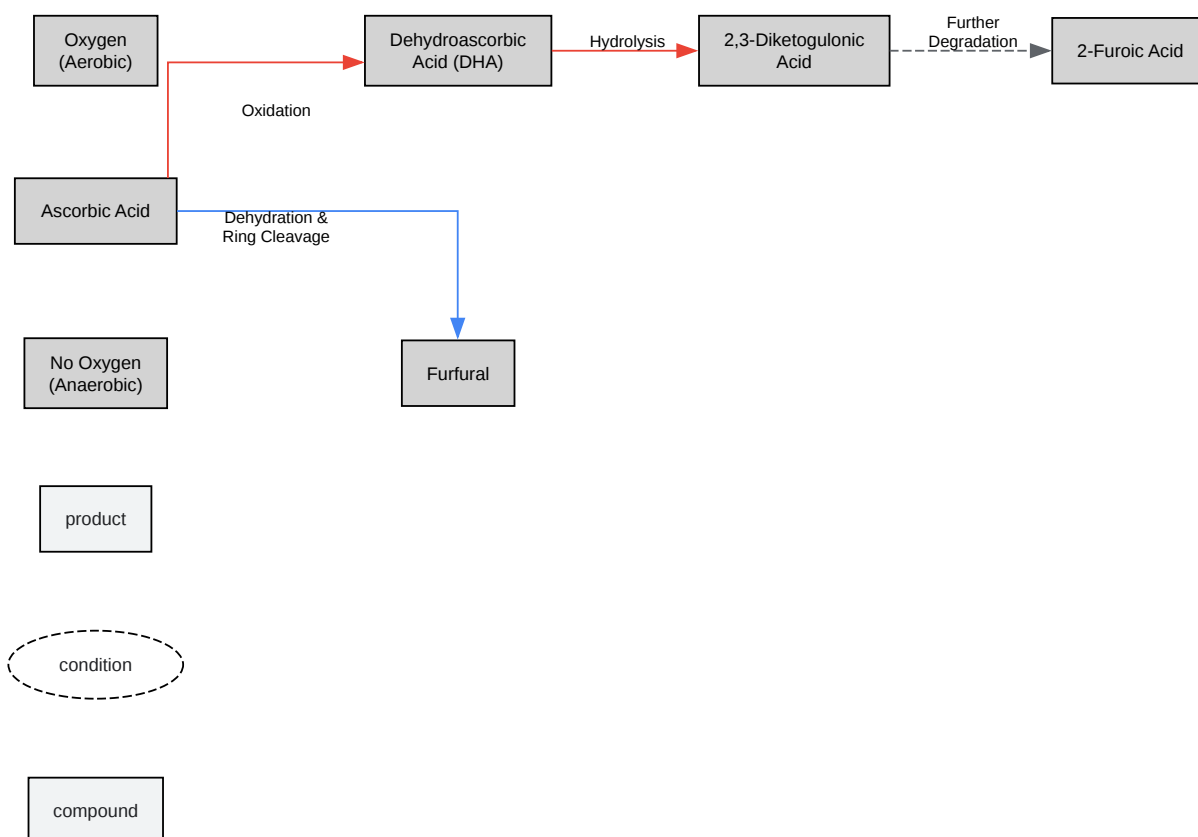 Oxygen
(Aerobic)
Dehydroascorbic
Acid (DHA)
Hydrolysis
2,3-Diketogulonic
Acid
Further
Degradation
2-Furoic Acid
Oxidation
Ascorbic Acid
Dehydration &
Ring Cleavage
No Oxygen
(Anaerobic)
Furfural
product
condition
compound